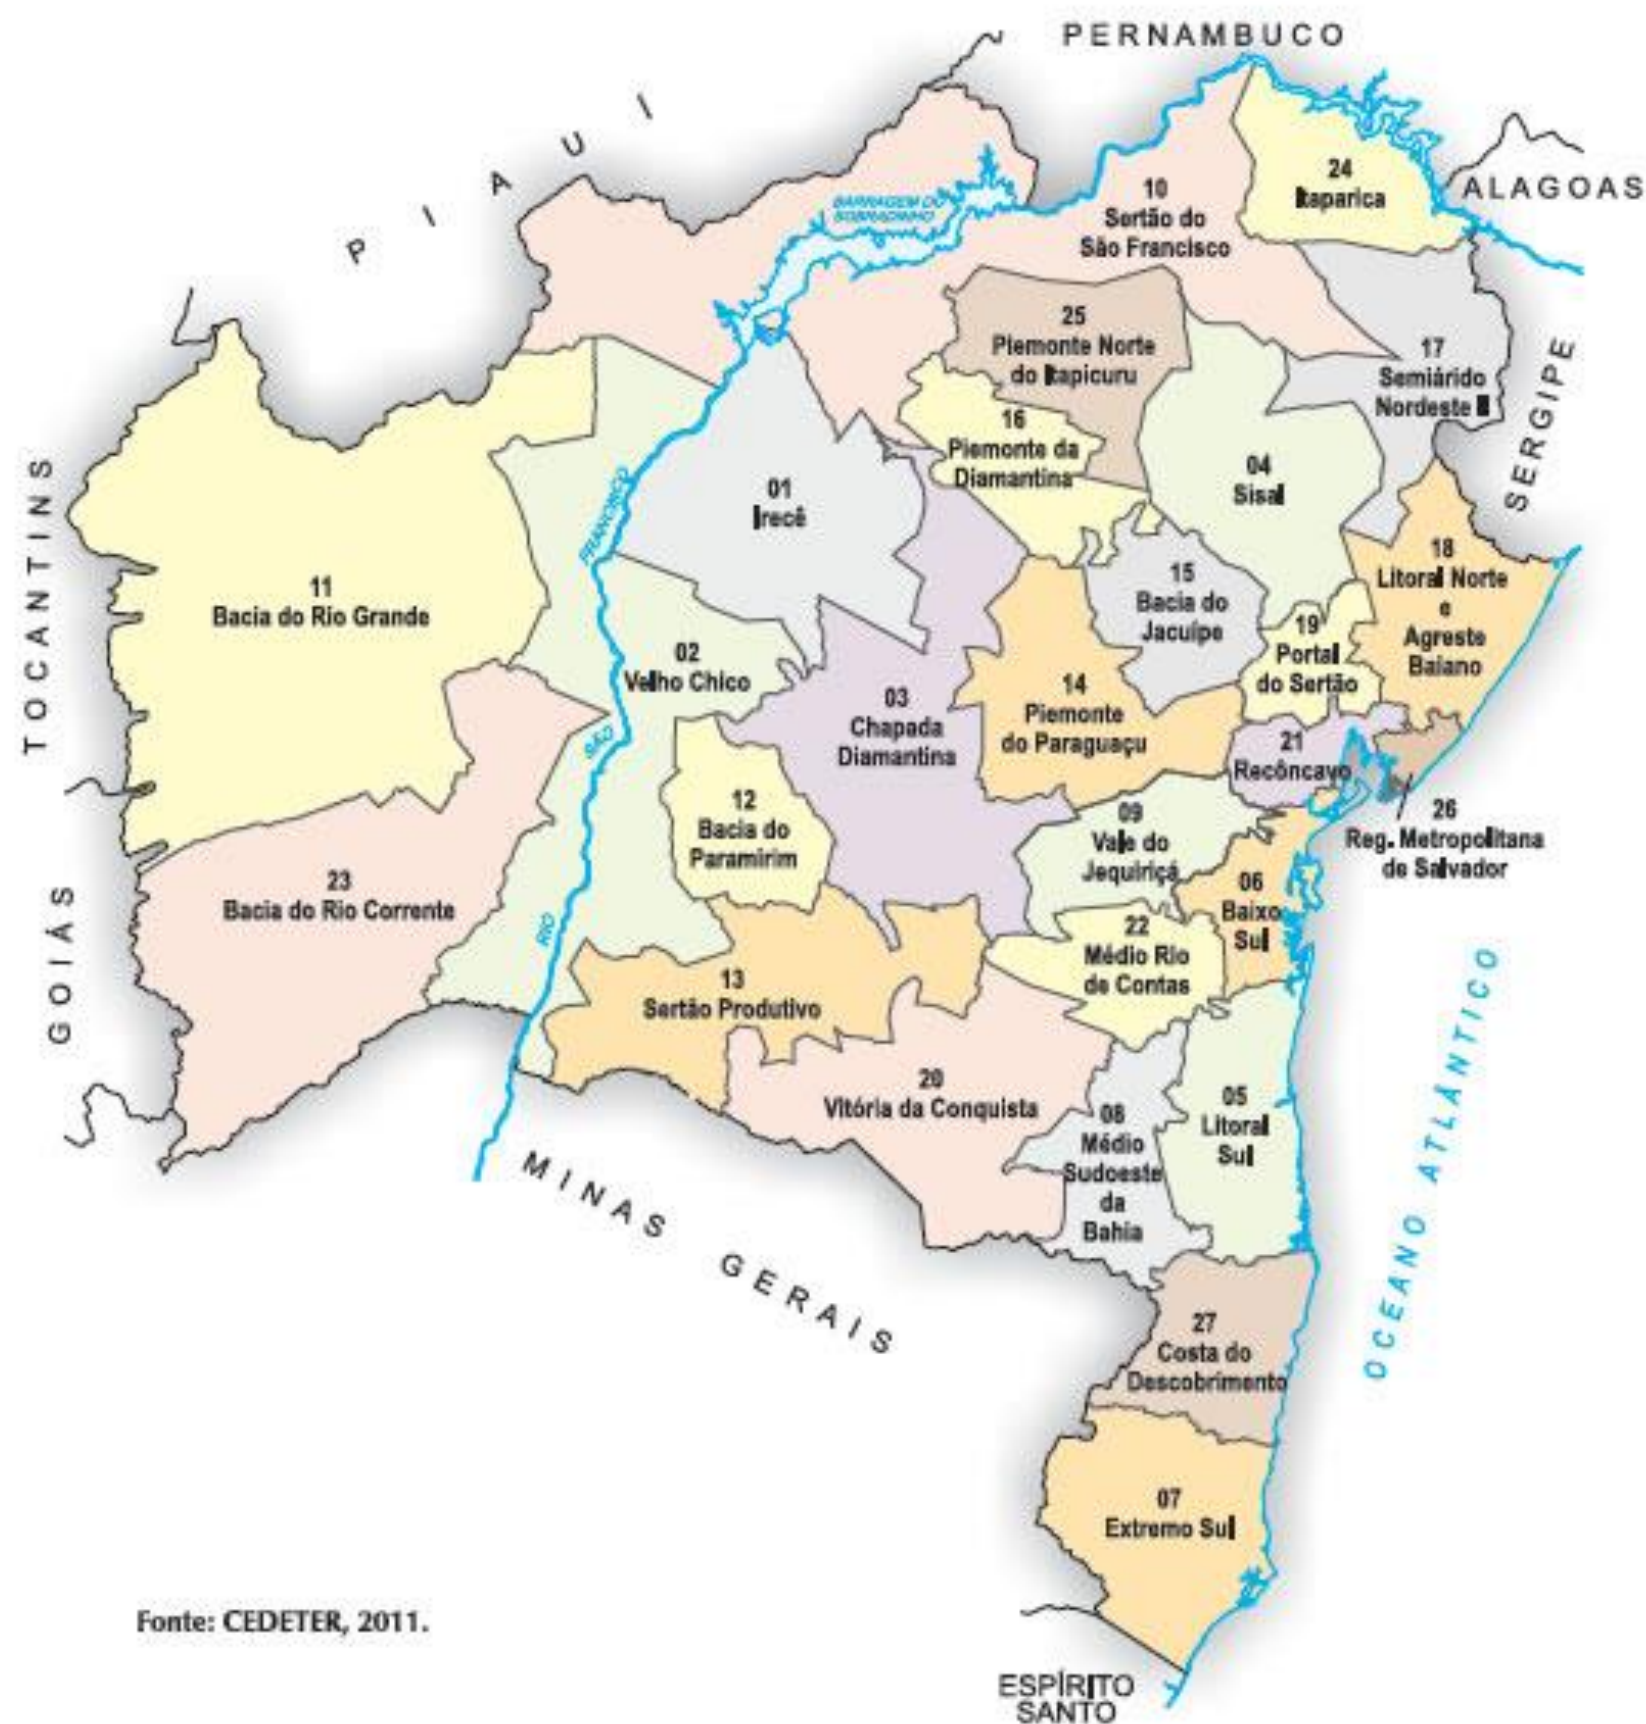 PERNAMBUCO
PIAUI
ALAGOAS
SERGIPE
TOCANTINS
GOIÁS
MINAS GERAIS
ESPÍRITO
SANTO
OCEANO ATLÂNTICO
BARRAGEM DO
SOBRADINHO
RIO
SÃO
FRANCISCO
24
Itaparica
10
Sertão do
São Francisco
25
Piemonte Norte
do Itapicuru
17
Semiárido
Nordeste II
16
Piemonte da
Diamantina
04
Sisal
01
Irecê
18
Litoral Norte
e
Agreste
Baiano
15
Bacia do
Jacuípe
11
Bacia do Rio Grande
19
Portal
do Sertão
02
Velho Chico
03
Chapada
Diamantina
14
Piemonte
do Paraguaçu
21
Recôncavo
26
Reg. Metropolitana
de Salvador
12
Bacia do
Paramirim
09
Vale do
Jequiriçá
23
Bacia do Rio Corrente
06
Baixo
Sul
22
Médio Rio
de Contas
13
Sertão Produtivo
20
Vitória da Conquista
08
Médio
Sudoeste
da
Bahia
05
Litoral
Sul
27
Costa do
Descobrimento
07
Extremo Sul
Fonte: CEDETER, 2011.